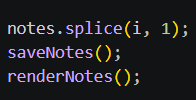 notes.splice(i, 1);
saveNotes();
renderNotes();